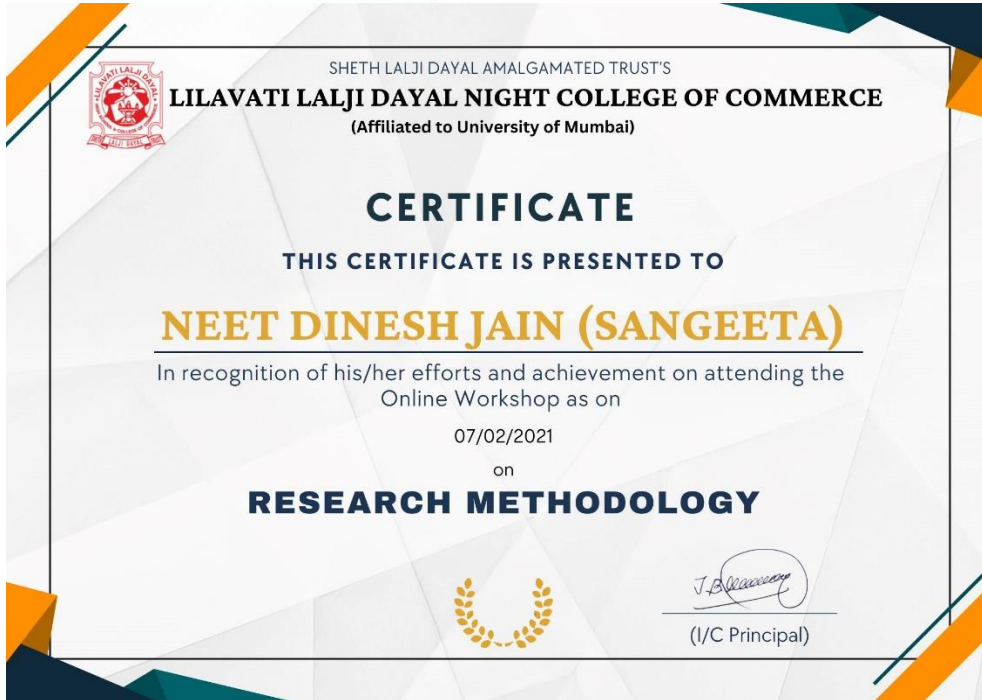 SHETH LALJI DAYAL AMALGAMATED TRUST'S
LILAVATI LALJI DAYAL NIGHT COLLEGE OF COMMERCE
(Affiliated to University of Mumbai)
CERTIFICATE
THIS CERTIFICATE IS PRESENTED TO
NEET DINESH JAIN (SANGEETA)
In recognition of his/her efforts and achievement on attending the
Online Workshop as on
07/02/2021
on
RESEARCH METHODOLOGY
(I/C Principal)